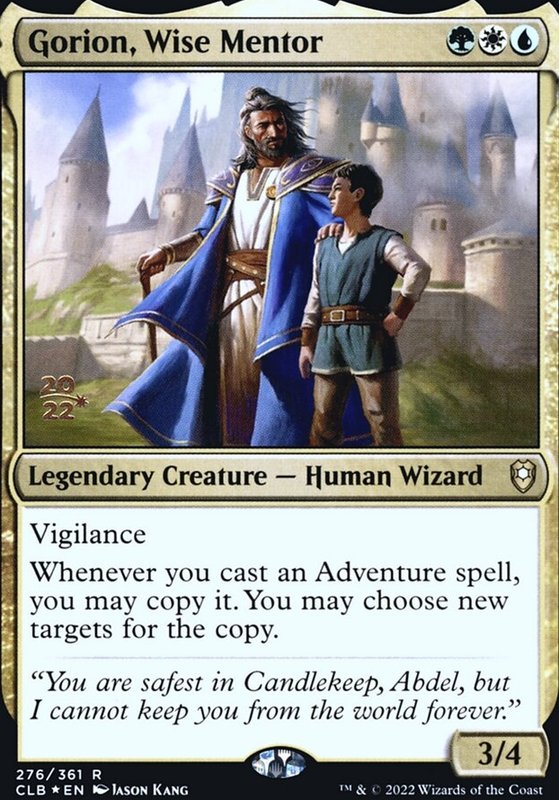 Gorion, Wise Mentor
20
22
Legendary Creature — Human Wizard
Vigilance
Whenever you cast an Adventure spell,
you may copy it. You may choose new
targets for the copy.
“You are safest in Candlekeep, Abdel, but
I cannot keep you from the world forever.”
3/4
276/361 R
CLB ★ EN Jason Kang
™ & © 2022 Wizards of the Coast